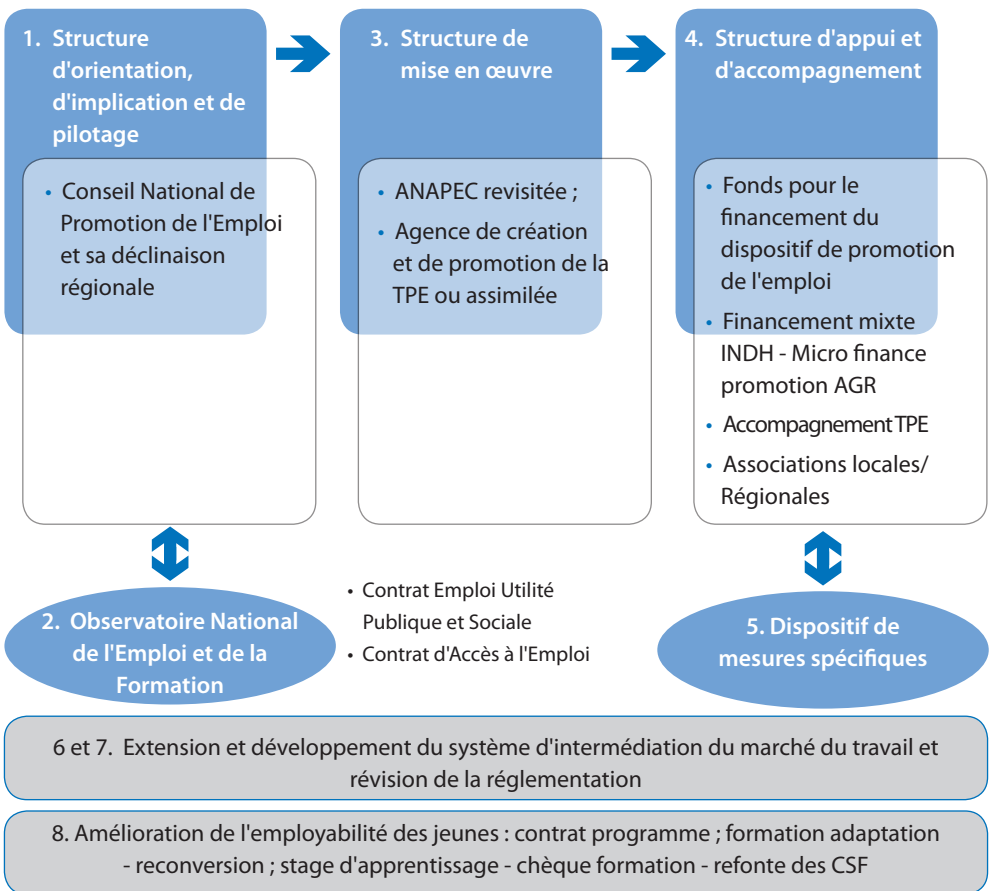 1. Structure
d'orientation,
d'implication et de
pilotage
• Conseil National de
Promotion de l'Emploi
et sa déclinaison
régionale
3. Structure de
mise en œuvre
• ANAPEC revisitée ;
• Agence de création
et de promotion de la
TPE ou assimilée
4. Structure d'appui et
d'accompagnement
• Fonds pour le
financement du
dispositif de promotion
de l'emploi
• Financement mixte
INDH - Micro finance
promotion AGR
• Accompagnement TPE
• Associations locales/
Régionales
2. Observatoire National
de l'Emploi et de la
Formation
• Contrat Emploi Utilité
Publique et Sociale
• Contrat d'Accès à l'Emploi
5. Dispositif de
mesures spécifiques
6 et 7. Extension et développement du système d'intermédiation du marché du travail et
révision de la réglementation
8. Amélioration de l'employabilité des jeunes : contrat programme ; formation adaptation
- reconversion ; stage d'apprentissage - chèque formation - refonte des CSF